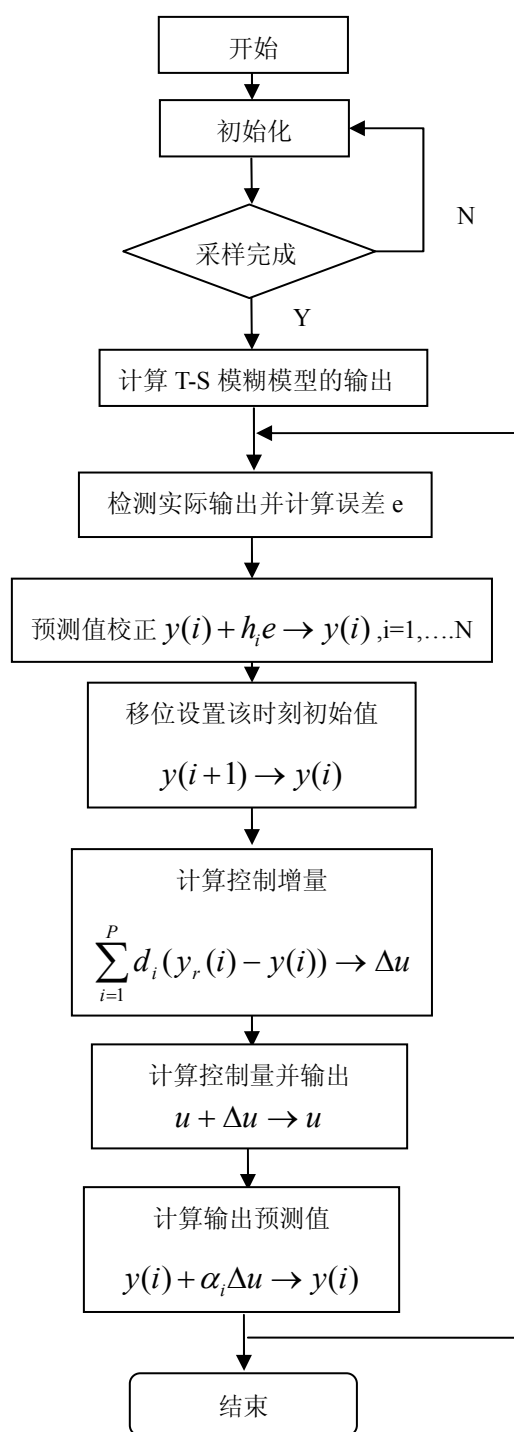 开始
初始化
N
采样完成
Y
计算 T-S 模糊模型的输出
检测实际输出并计算误差 e
预测值校正 y(i) + h_i e → y(i) ,i=1,….N
移位设置该时刻初始值
y(i+1) → y(i)
计算控制增量
\sum_{i=1}^{P} d_i (y_r(i) − y(i)) → Δu
计算控制量并输出
u + Δu → u
计算输出预测值
y(i) + α_i Δu → y(i)
结束